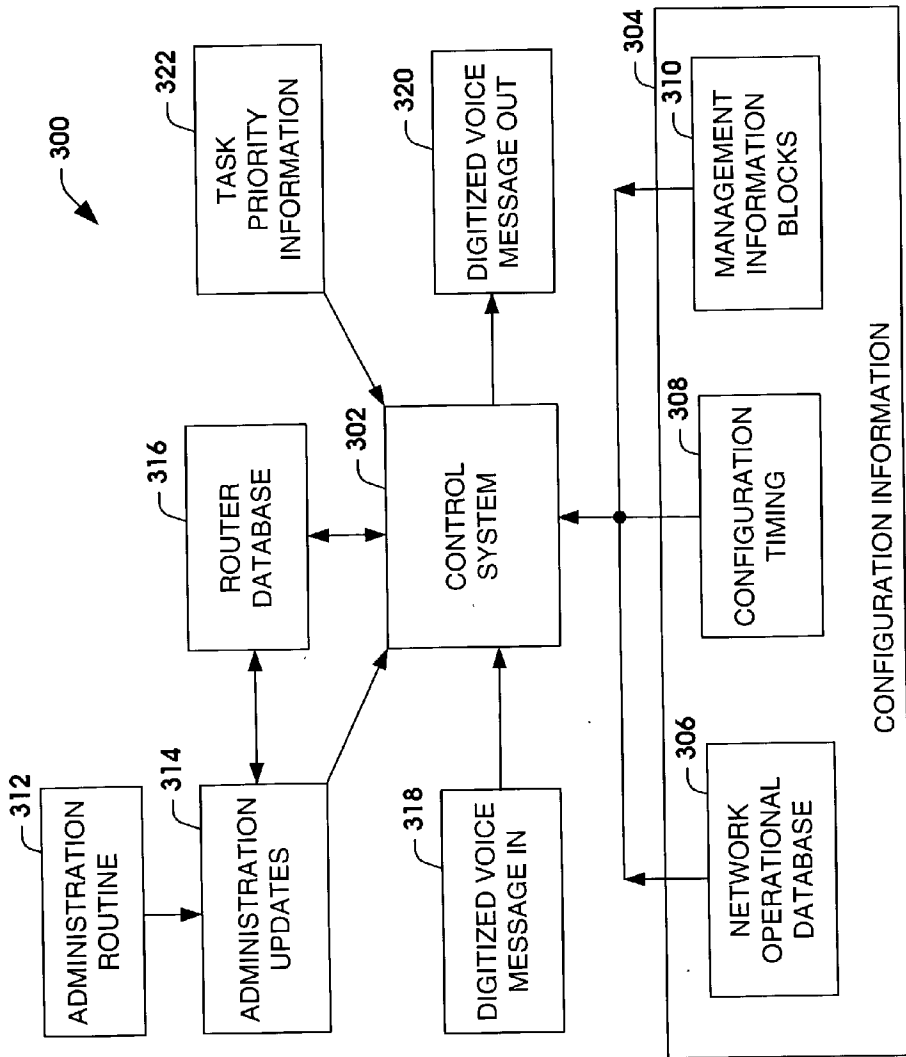 300
312
ADMINISTRATION
ROUTINE
314
ADMINISTRATION
UPDATES
316
ROUTER
DATABASE
322
TASK
PRIORITY
INFORMATION
318
DIGITIZED VOICE
MESSAGE IN
302
CONTROL
SYSTEM
320
DIGITIZED VOICE
MESSAGE OUT
304
306
NETWORK
OPERATIONAL
DATABASE
308
CONFIGURATION
TIMING
310
MANAGEMENT
INFORMATION
BLOCKS
CONFIGURATION INFORMATION